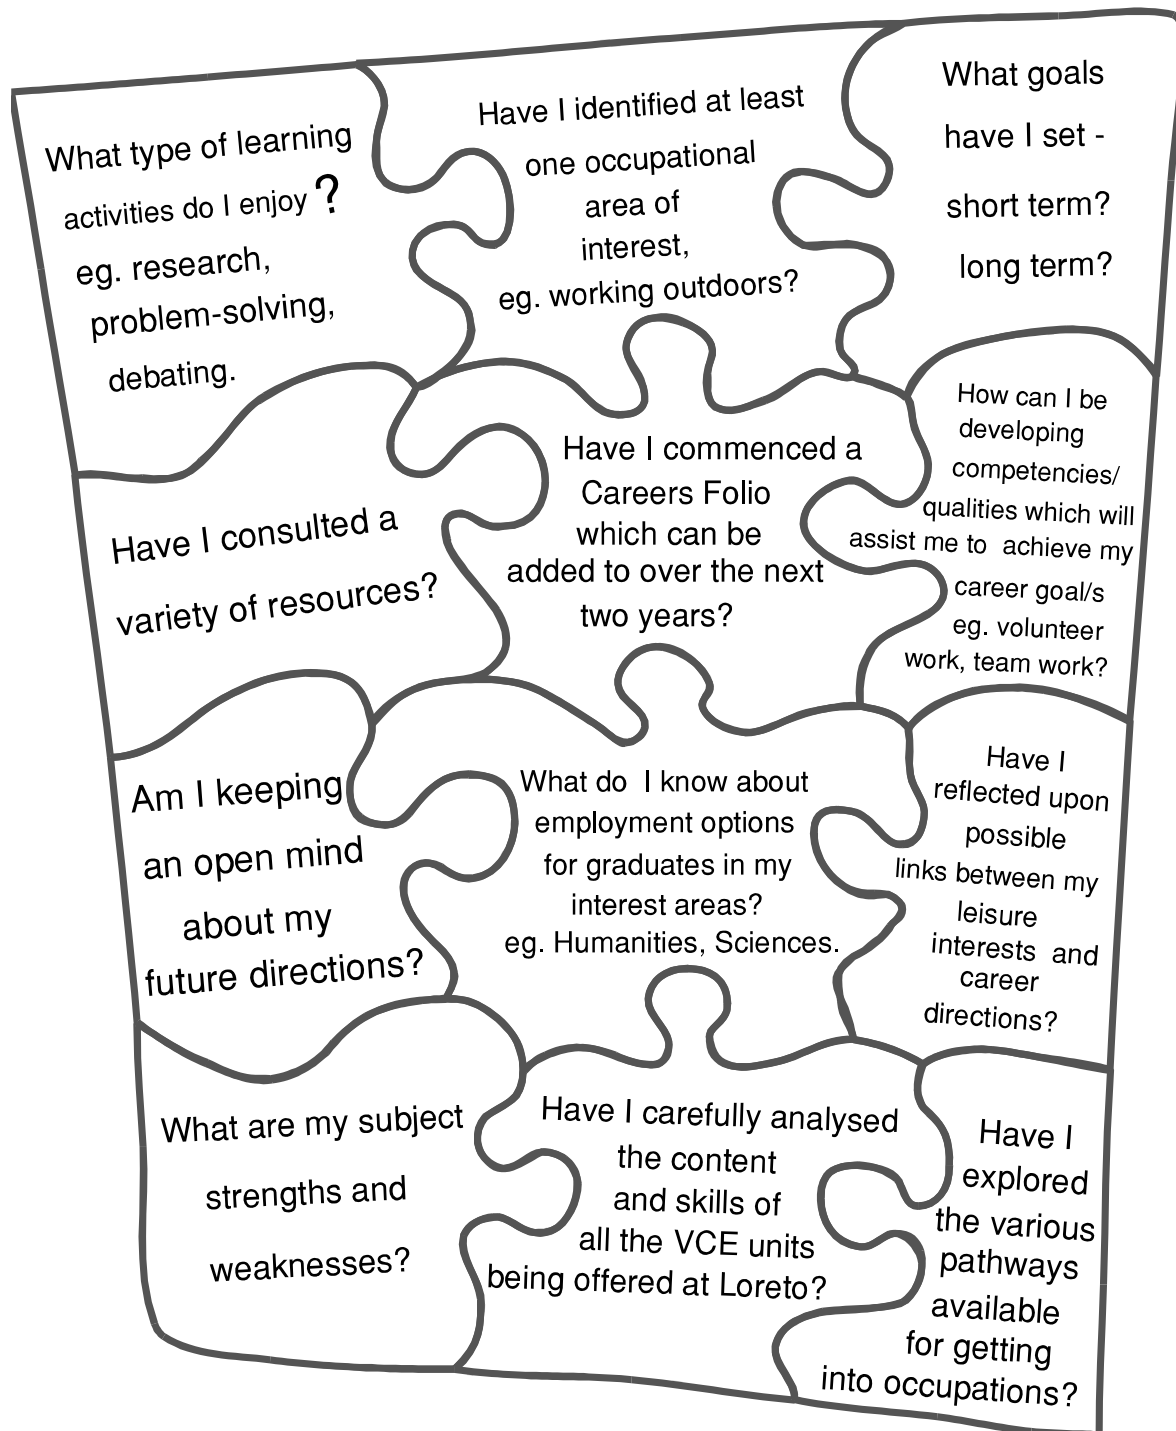 What type of learning
activities do I enjoy ?
eg. research,
problem-solving,
debating.
Have I identified at least
one occupational
area of
interest,
eg. working outdoors?
What goals
have I set -
short term?
long term?
Have I consulted a
variety of resources?
Have I commenced a
Careers Folio
which can be
added to over the next
two years?
How can I be
developing
competencies/
qualities which will
assist me to achieve my
career goal/s
eg. volunteer
work, team work?
Am I keeping
an open mind
about my
future directions?
What do I know about
employment options
for graduates in my
interest areas?
eg. Humanities, Sciences.
Have I
reflected upon
possible
links between my
leisure
interests and
career
directions?
What are my subject
strengths and
weaknesses?
Have I carefully analysed
the content
and skills of
all the VCE units
being offered at Loreto?
Have I
explored
the various
pathways
available
for getting
into occupations?